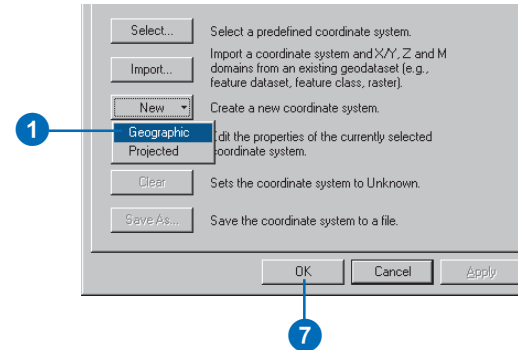 Select... Select a predefined coordinate system.
Import a coordinate system and X/Y, Z and M
Import... domains from an existing geodataset (e.g.,
feature dataset, feature class, raster).
New Create a new coordinate system.
1 Geographic dit the properties of the currently selected
Projected oordinate system.
Clear Sets the coordinate system to Unknown.
Save As... Save the coordinate system to a file.
OK Cancel Apply
7